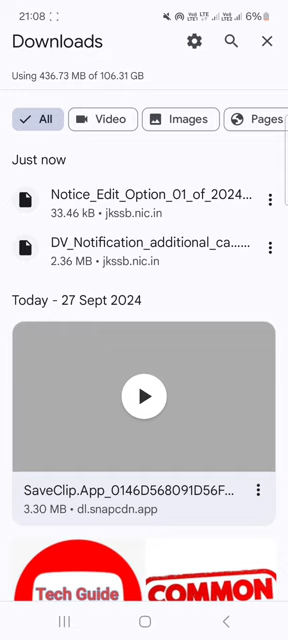 21:08
6%
Downloads
Using 436.73 MB of 106.31 GB
All
Video
Images
Pages
Just now
Notice_Edit_Option_01_of_2024...
33.46 kB • jkssb.nic.in
DV_Notification_additional_ca......
2.36 MB • jkssb.nic.in
Today - 27 Sept 2024
SaveClip.App_0146D568091D56F...
3.30 MB • dl.snapcdn.app
Tech Guide
COMMON